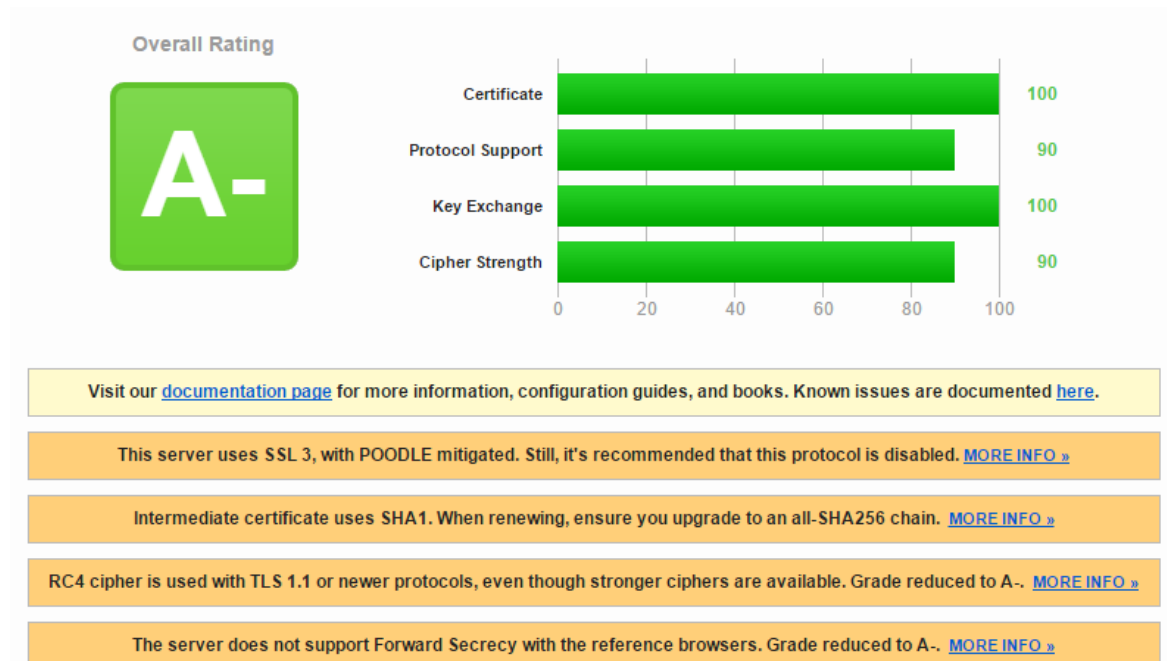 Overall Rating
A-
Certificate 100
Protocol Support 90
Key Exchange 100
Cipher Strength 90
0 20 40 60 80 100
Visit our documentation page for more information, configuration guides, and books. Known issues are documented here.
This server uses SSL 3, with POODLE mitigated. Still, it's recommended that this protocol is disabled. MORE INFO »
Intermediate certificate uses SHA1. When renewing, ensure you upgrade to an all-SHA256 chain. MORE INFO »
RC4 cipher is used with TLS 1.1 or newer protocols, even though stronger ciphers are available. Grade reduced to A-. MORE INFO »
The server does not support Forward Secrecy with the reference browsers. Grade reduced to A-. MORE INFO »